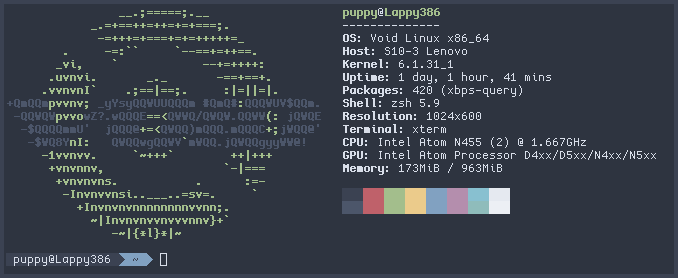 puppy@Lappy386
--------------
OS: Void Linux x86_64
Host: S10-3 Lenovo
Kernel: 6.1.31_1
Uptime: 1 day, 1 hour, 41 mins
Packages: 420 (xbps-query)
Shell: zsh 5.9
Resolution: 1024x600
Terminal: xterm
CPU: Intel Atom N455 (2) @ 1.667GHz
GPU: Intel Atom Processor D4xx/D5xx/N4xx/N5xx
Memory: 173MiB / 963MiB
puppy@Lappy386 ~